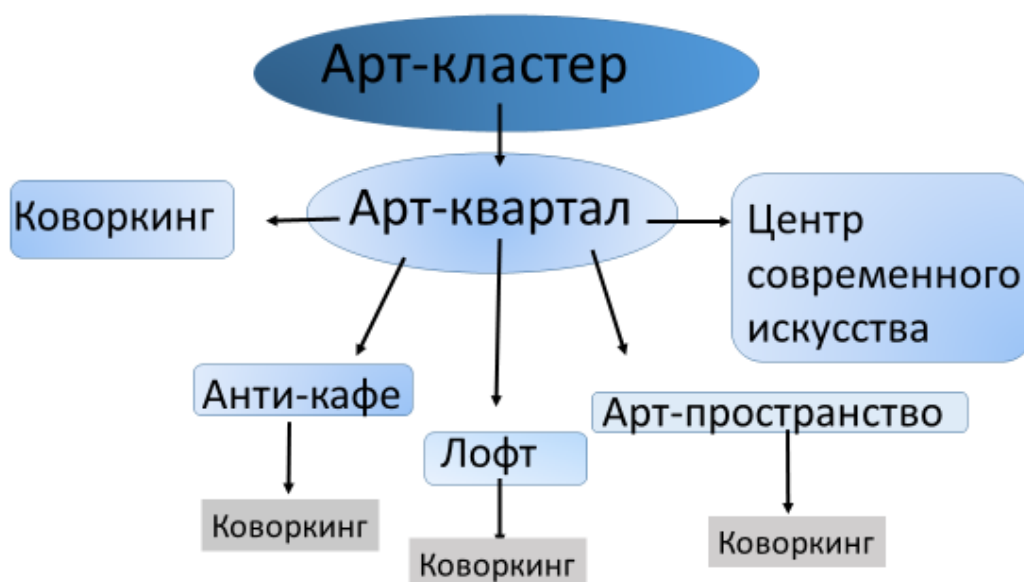 Арт-кластер
Арт-квартал
Коворкинг
Центр
современного
искусства
Анти-кафе
Арт-пространство
Лофт
Коворкинг
Коворкинг
Коворкинг